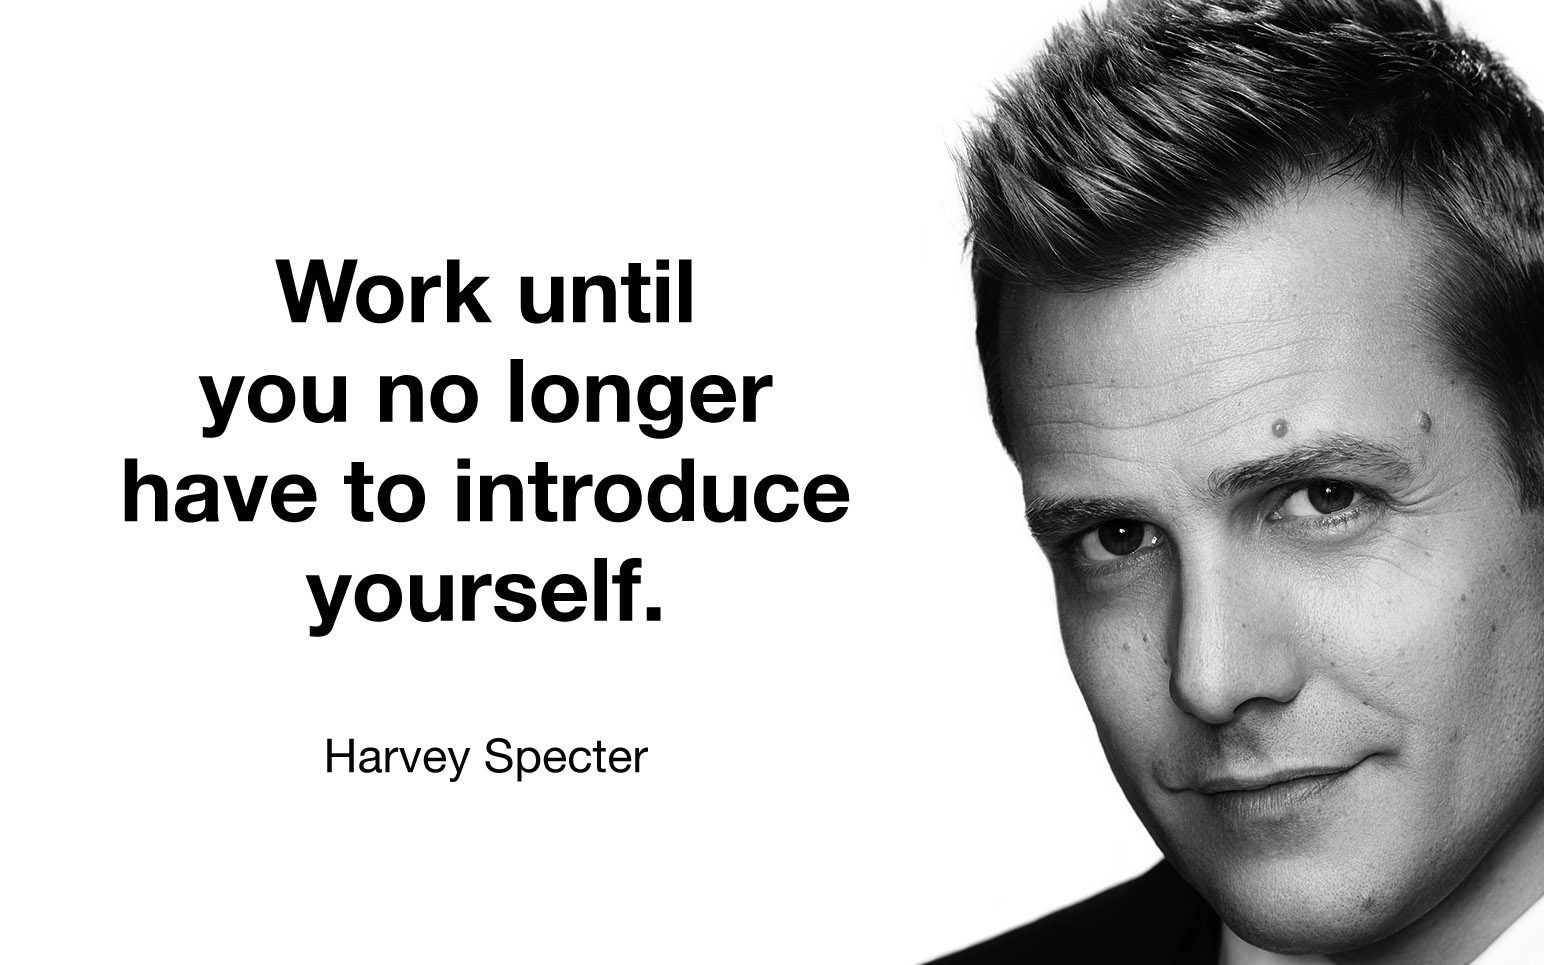 Work until
you no longer
have to introduce
yourself.
Harvey Specter